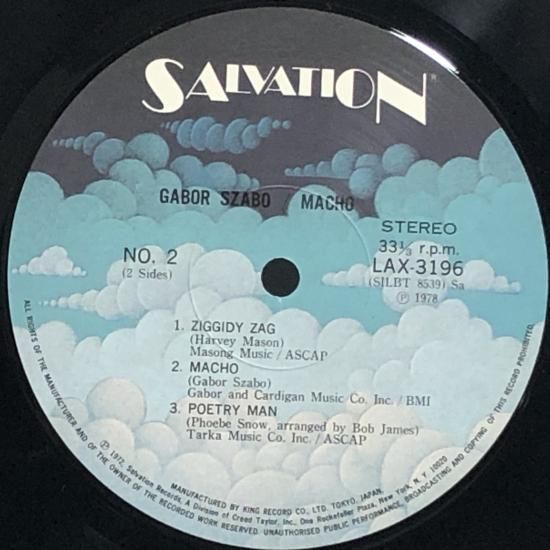 SALVATION
GABOR SZABO / MACHO
STEREO
NO. 2
(2 Sides)
33⅓ r.p.m.
LAX-3196
(SILBT 8539) Sa
Ⓟ 1978
1. ZIGGIDY ZAG
(Harvey Mason)
Masong Music / ASCAP
2. MACHO
(Gabor Szabo)
Gabor and Cardigan Music Co. Inc. / BMI
3. POETRY MAN
(Phoebe Snow, arranged by Bob James)
Tarka Music Co. Inc. / ASCAP
MANUFACTURED BY KING RECORD CO., LTD. TOKYO, JAPAN.
Ⓟ 1972, Salvation Records, A Division of Creed Taylor, Inc., One Rockefeller Plaza, New York, N. Y. 10020
ALL RIGHTS OF THE MANUFACTURER AND OF THE OWNER OF THE RECORDED WORK RESERVED. UNAUTHORISED PUBLIC PERFORMANCE, BROADCASTING AND COPYING OF THIS RECORD PROHIBITED.